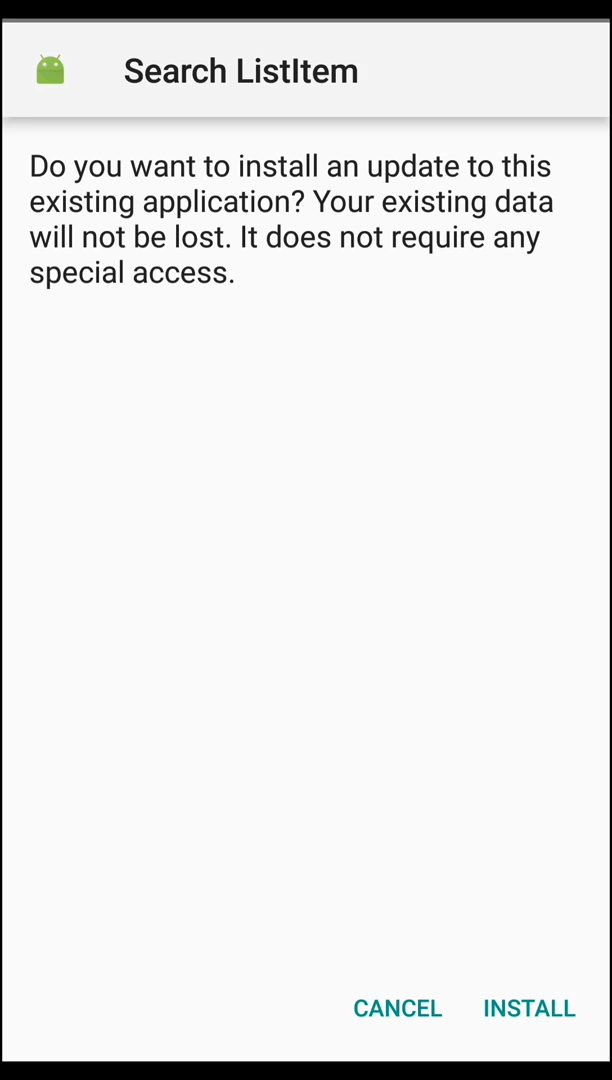 Search ListItem
Do you want to install an update to this
existing application? Your existing data
will not be lost. It does not require any
special access.
CANCEL INSTALL